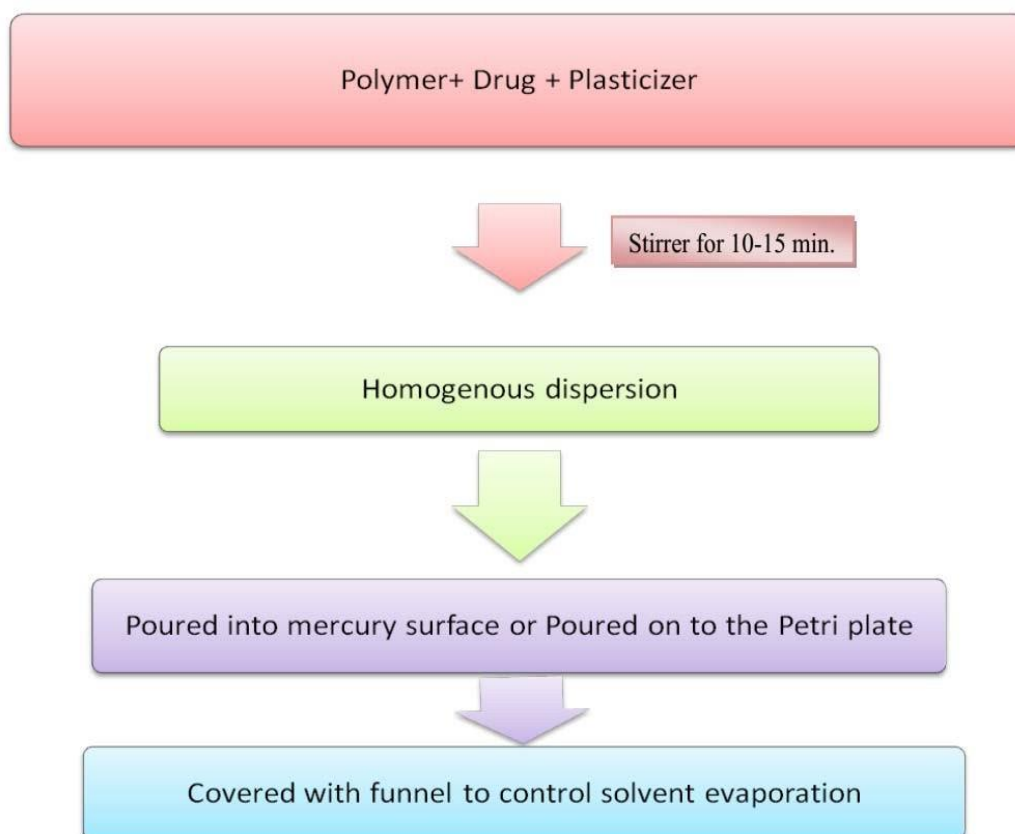 Polymer+ Drug + Plasticizer
Stirrer for 10-15 min.
Homogenous dispersion
Poured into mercury surface or Poured on to the Petri plate
Covered with funnel to control solvent evaporation